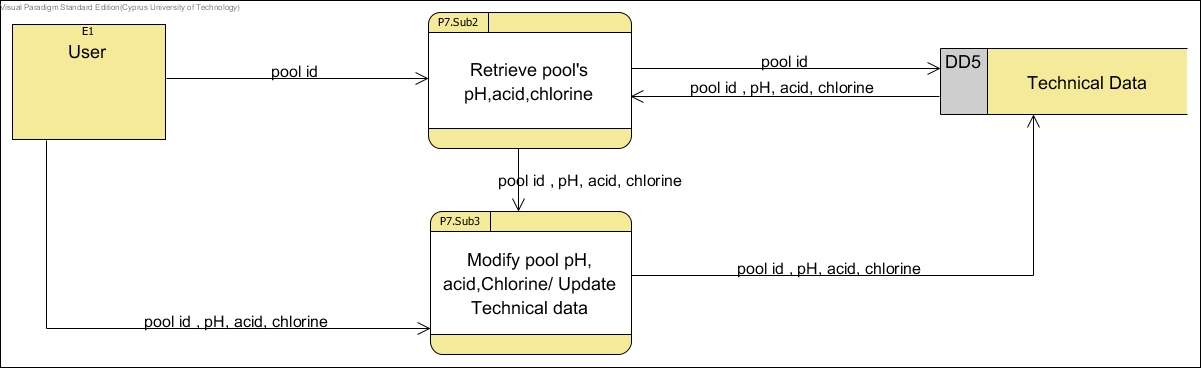 Visual Paradigm Standard Edition(Cyprus University of Technology)
E1
User
pool id
P7.Sub2
Retrieve pool's
pH,acid,chlorine
pool id
pool id , pH, acid, chlorine
DD5
Technical Data
pool id , pH, acid, chlorine
P7.Sub3
Modify pool pH,
acid,Chlorine/ Update
Technical data
pool id , pH, acid, chlorine
pool id , pH, acid, chlorine